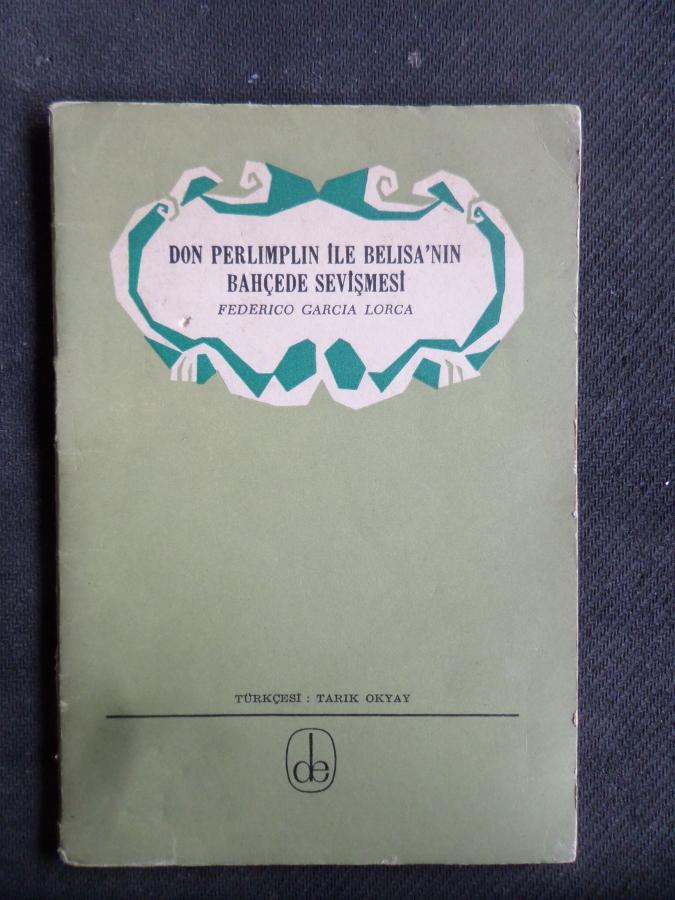 DON PERLIMPLIN İLE BELISA'NIN
BAHÇEDE SEVİŞMESİ
FEDERICO GARCIA LORCA
TÜRKÇESİ : TARIK OKYAY
de